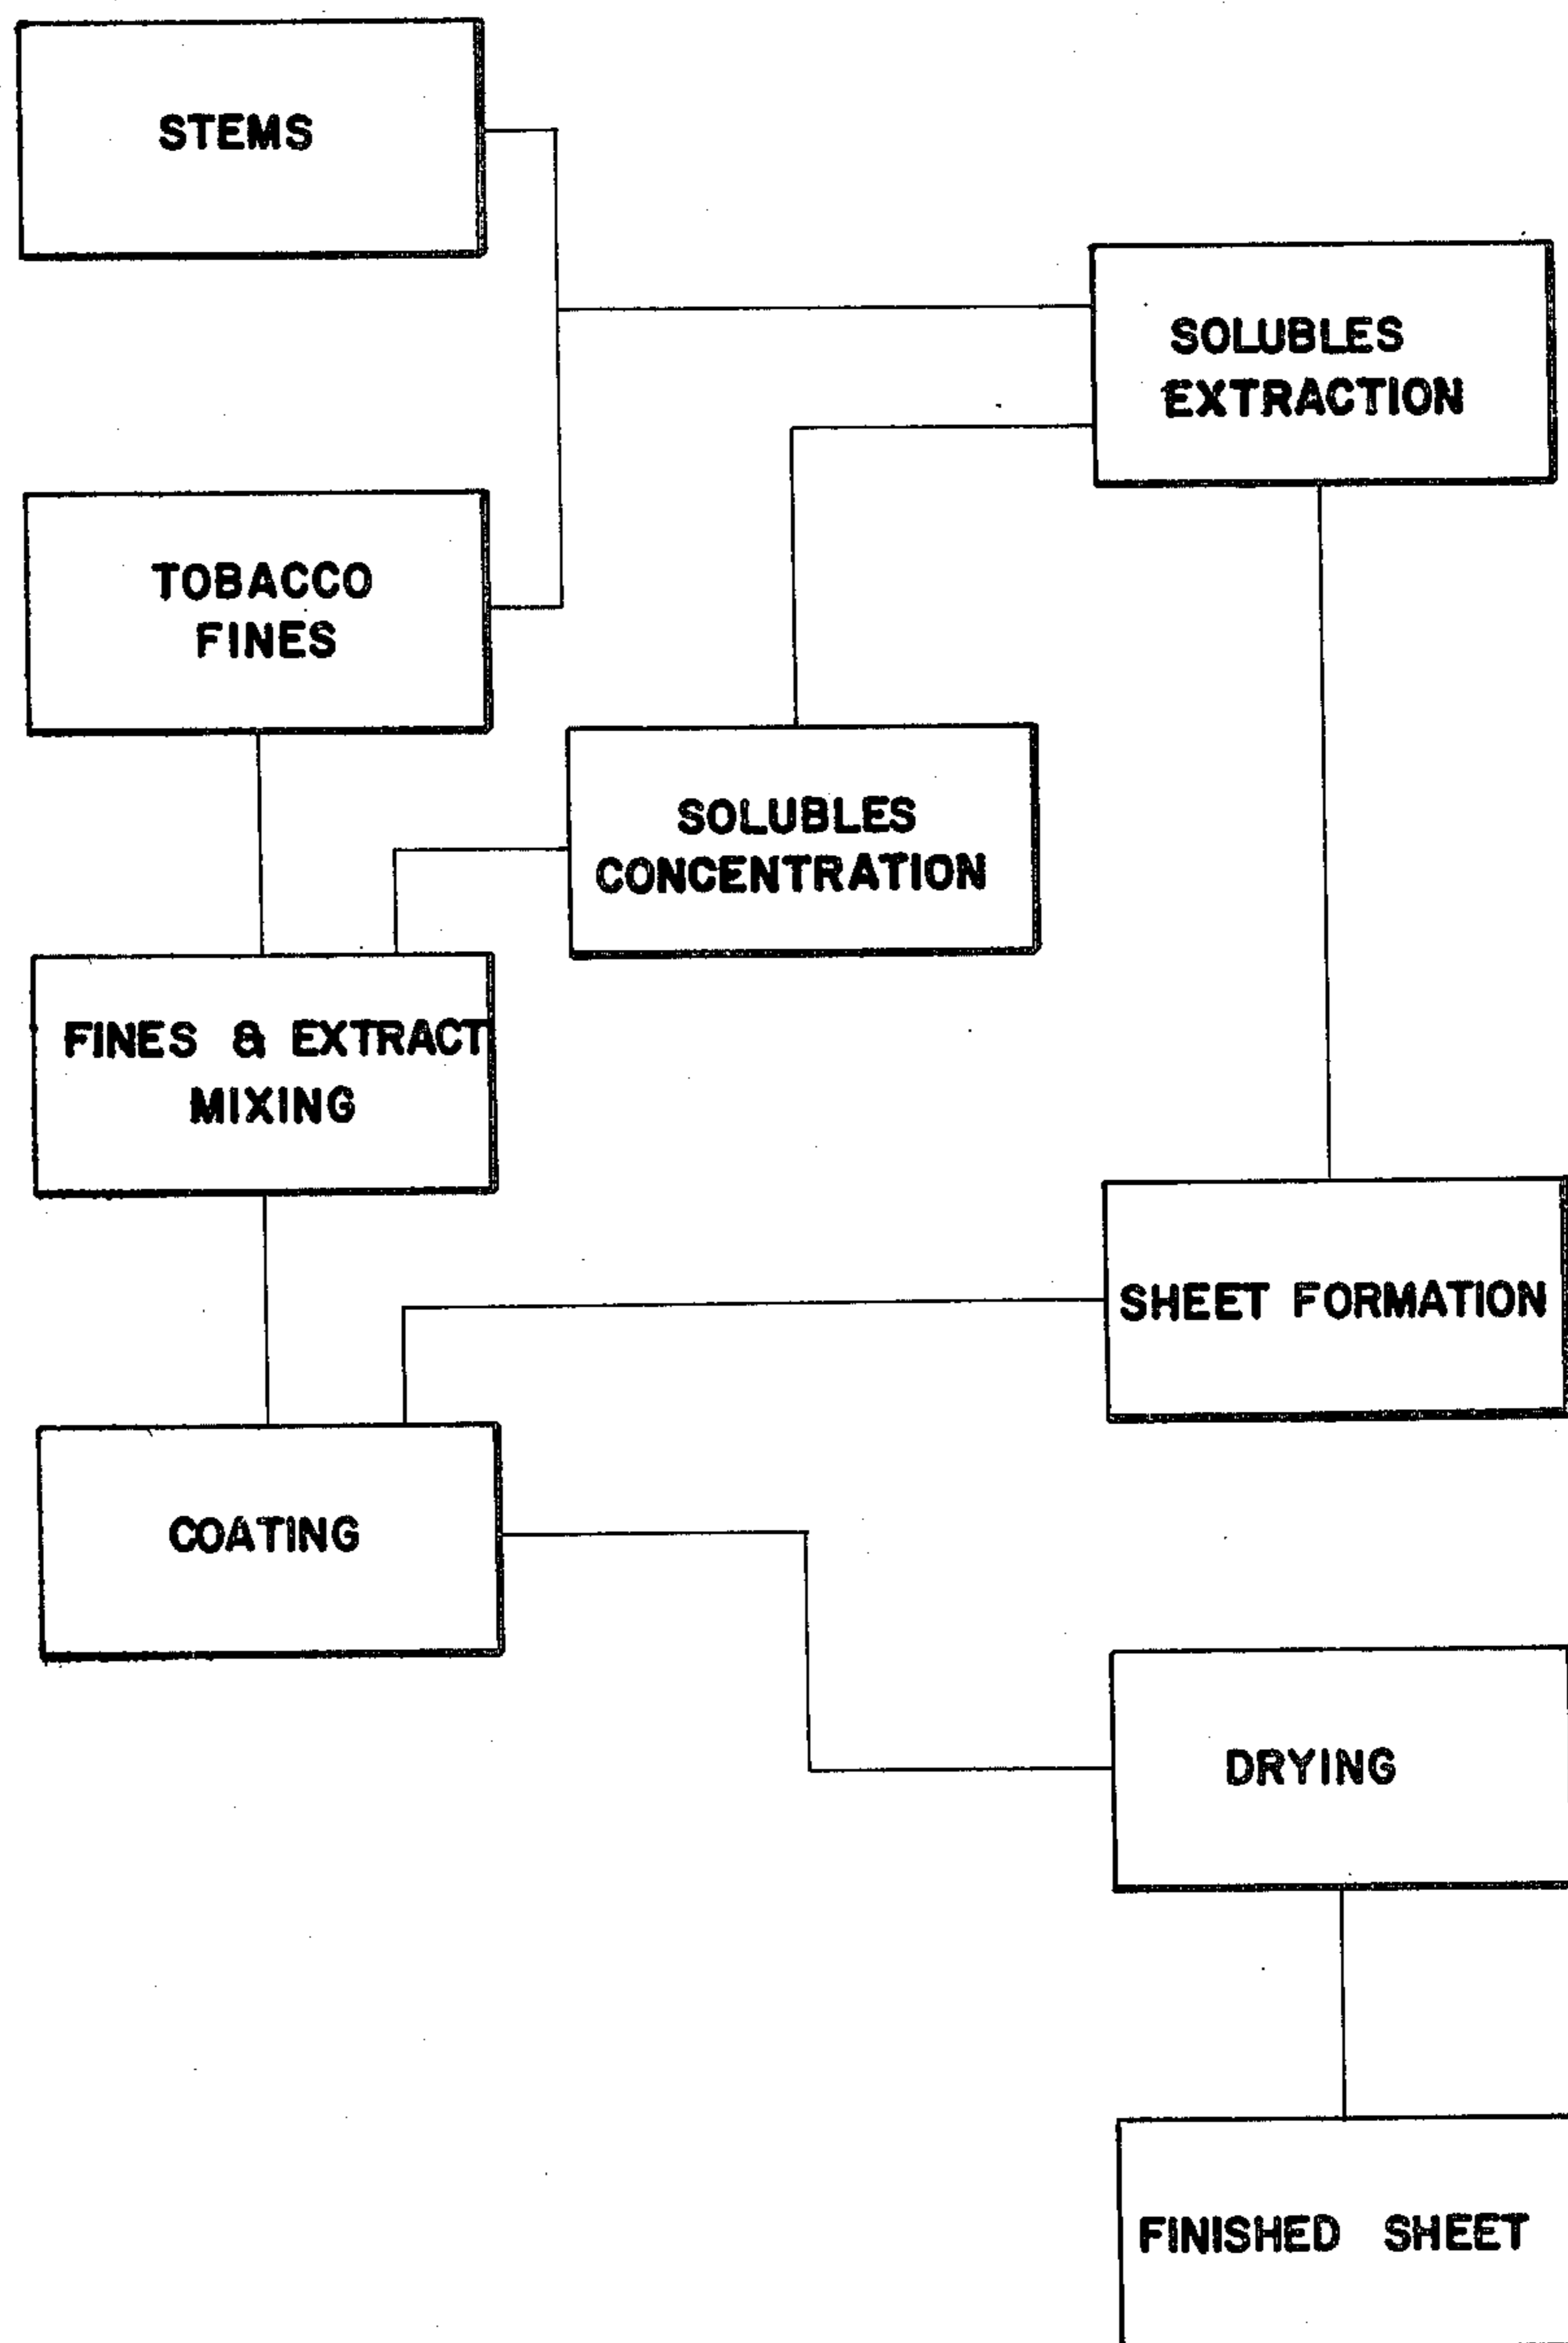 STEMS
SOLUBLES
EXTRACTION
TOBACCO
FINES
SOLUBLES
CONCENTRATION
FINES & EXTRACT
MIXING
SHEET FORMATION
COATING
DRYING
FINISHED SHEET